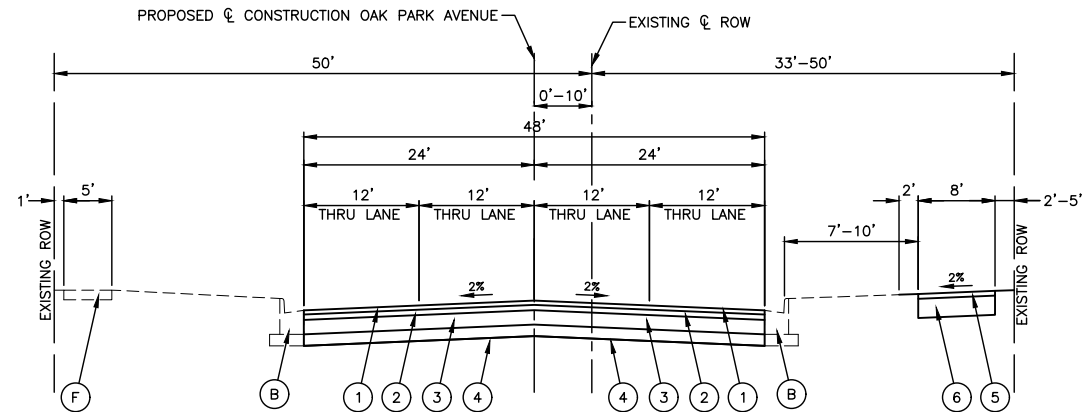 PROPOSED ℄ CONSTRUCTION OAK PARK AVENUE
EXISTING ℄ ROW
50'
33'-50'
0'-10'
48'
24'
24'
12'
12'
12'
12'
THRU LANE
THRU LANE
THRU LANE
THRU LANE
1'
5'
2'
8'
2'-5'
7'-10'
EXISTING ROW
EXISTING ROW
2%
2%
2%
F
B
1
2
3
4
4
3
2
1
B
6
5